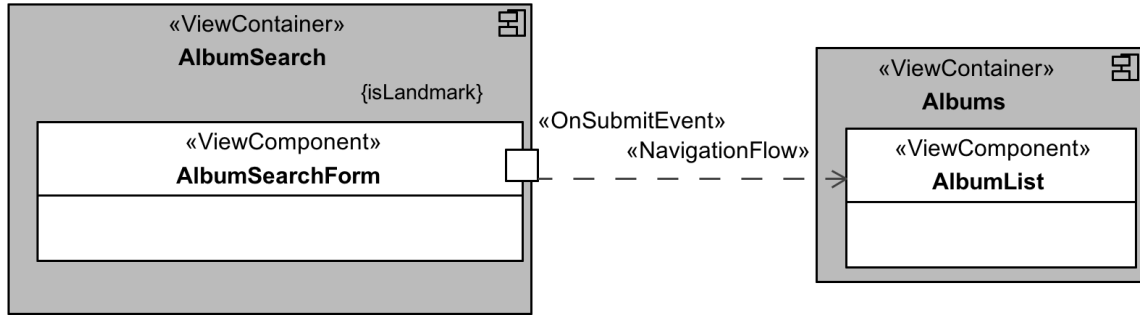 «ViewContainer»
AlbumSearch
{isLandmark}
«ViewComponent»
AlbumSearchForm
«OnSubmitEvent»
«NavigationFlow»
«ViewContainer»
Albums
«ViewComponent»
AlbumList